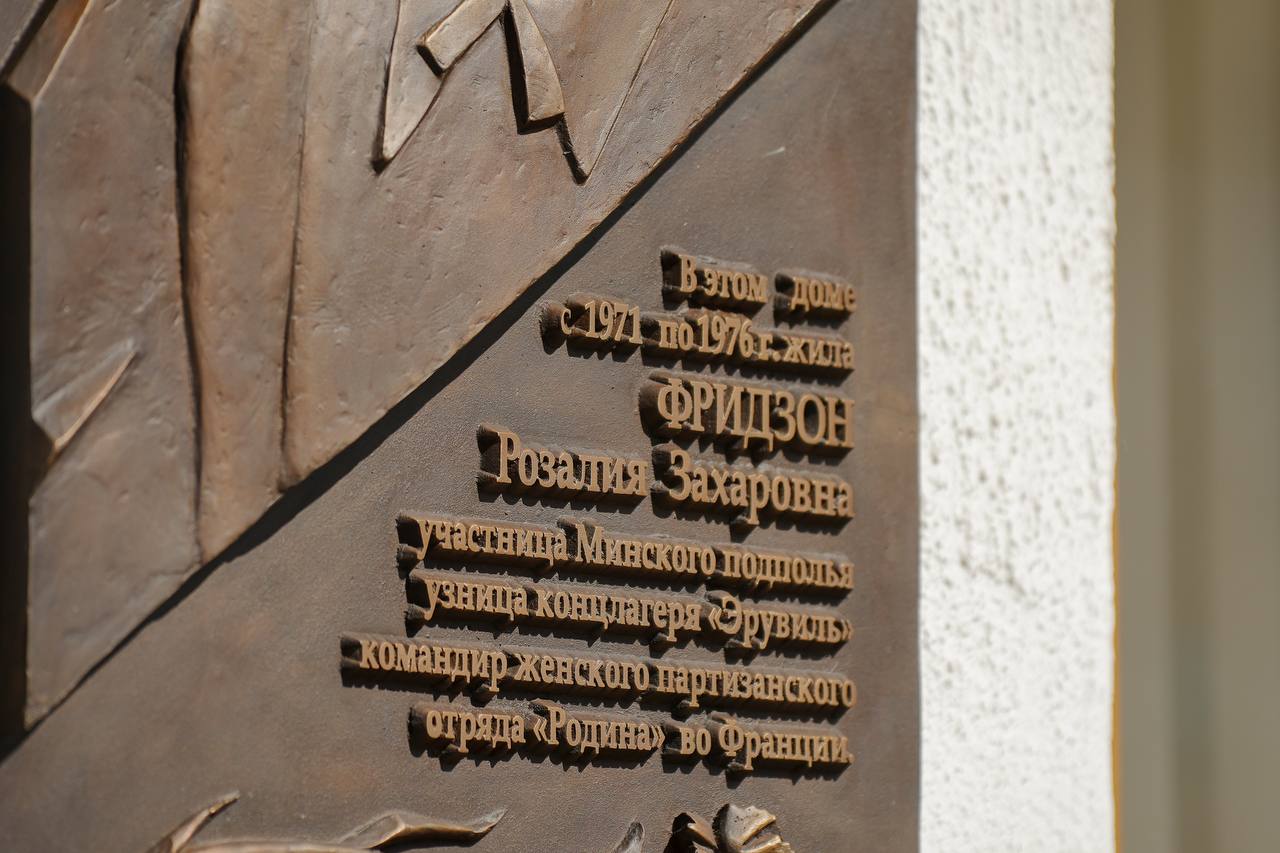 В этом доме
с 1971 по 1976 г. жила
ФРИДЗОН
Розалия Захаровна
участница Минского подполья
узница концлагеря «Эрувиль»
командир женского партизанского
отряда «Родина» во Франции.